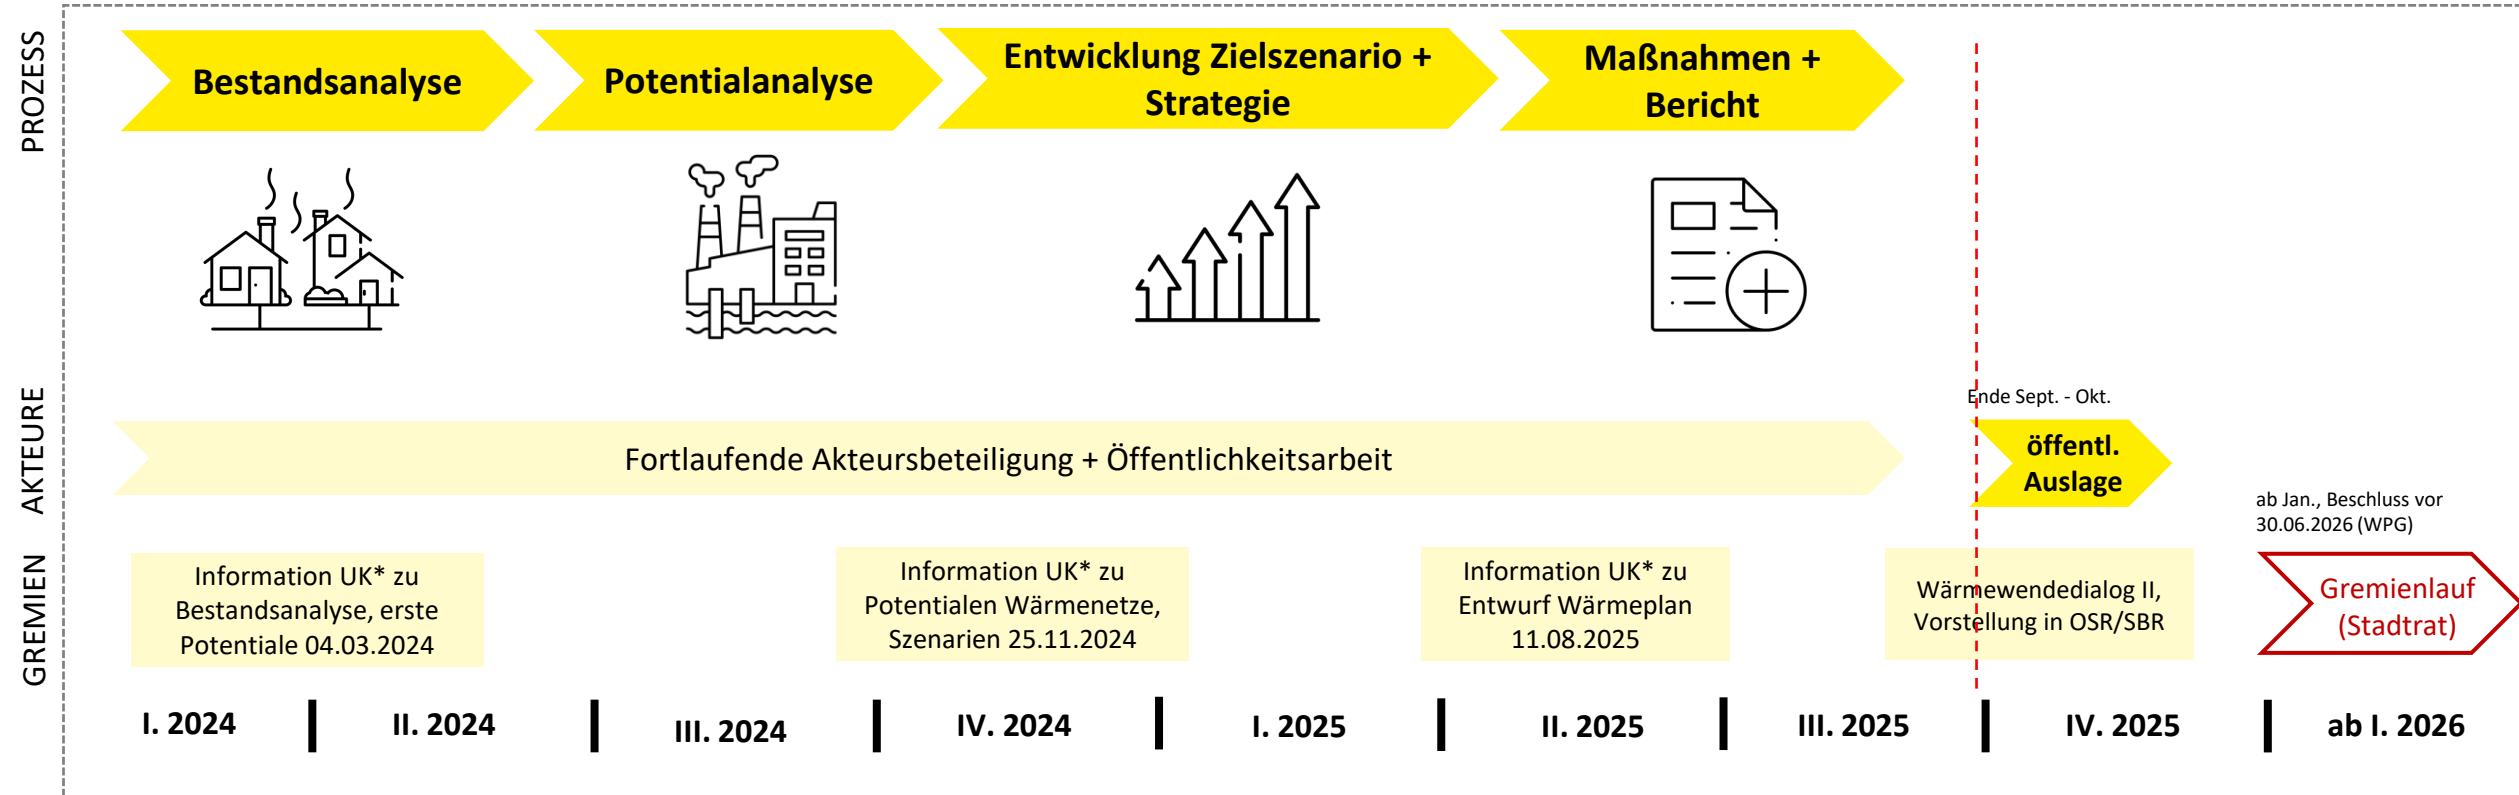 PROZESS
Bestandsanalyse
Potentialanalyse
Entwicklung Zielszenario +
Strategie
Maßnahmen +
Bericht
AKTEURE
Fortlaufende Akteursbeteiligung + Öffentlichkeitsarbeit
Ende Sept. - Okt.
öffentl.
Auslage
GREMIEN
Information UK* zu
Bestandsanalyse, erste
Potentiale 04.03.2024
Information UK* zu
Potentialen Wärmenetze,
Szenarien 25.11.2024
Information UK* zu
Entwurf Wärmeplan
11.08.2025
Wärmewendedialog II,
Vorstellung in OSR/SBR
ab Jan., Beschluss vor
30.06.2026 (WPG)
Gremienlauf
(Stadtrat)
I. 2024
II. 2024
III. 2024
IV. 2024
I. 2025
II. 2025
III. 2025
IV. 2025
ab I. 2026